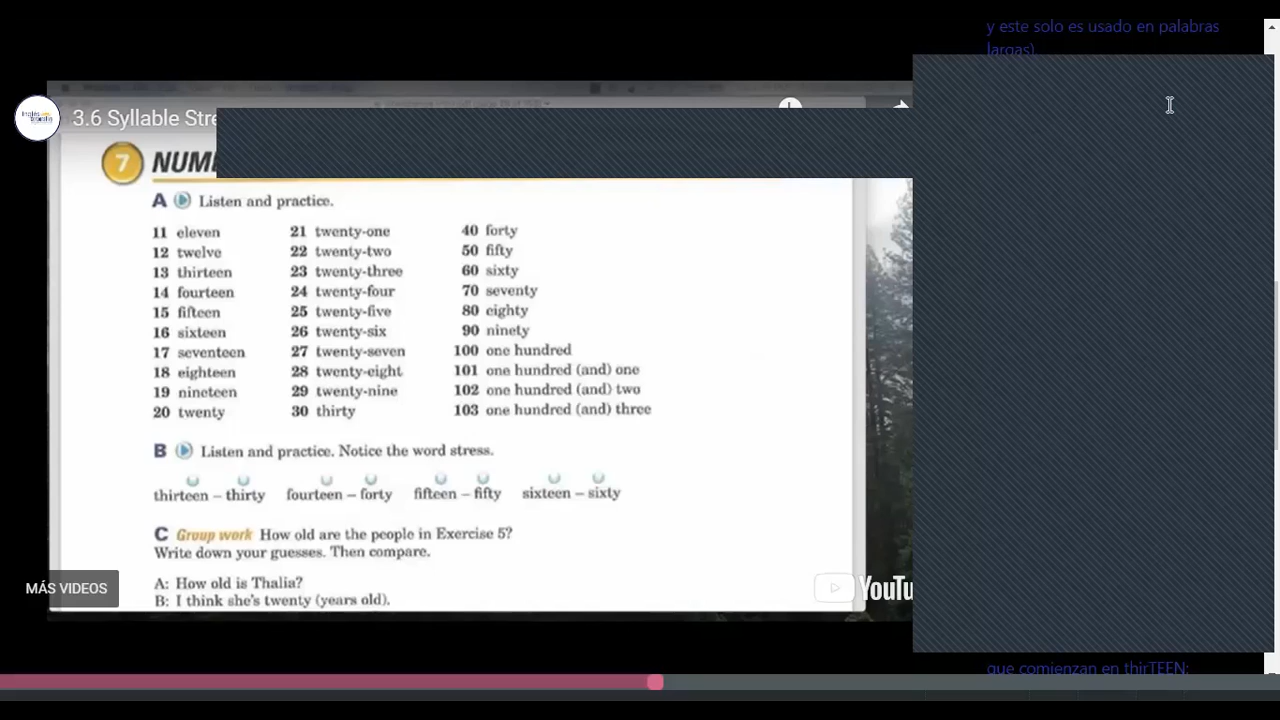 y este solo es usado en palabras
largas).
3.6 Syllable Stre
7 NUM
A Listen and practice.
11 eleven 21 twenty-one 40 forty
12 twelve 22 twenty-two 50 fifty
13 thirteen 23 twenty-three 60 sixty
14 fourteen 24 twenty-four 70 seventy
15 fifteen 25 twenty-five 80 eighty
16 sixteen 26 twenty-six 90 ninety
17 seventeen 27 twenty-seven 100 one hundred
18 eighteen 28 twenty-eight 101 one hundred (and) one
19 nineteen 29 twenty-nine 102 one hundred (and) two
20 twenty 30 thirty 103 one hundred (and) three
B Listen and practice. Notice the word stress.
thirteen – thirty fourteen – forty fifteen – fifty sixteen – sixty
C Group work How old are the people in Exercise 5?
Write down your guesses. Then compare.
A: How old is Thalia?
B: I think she's twenty (years old).
MÁS VIDEOS
YouTu
que comienzan en thirTEEN: